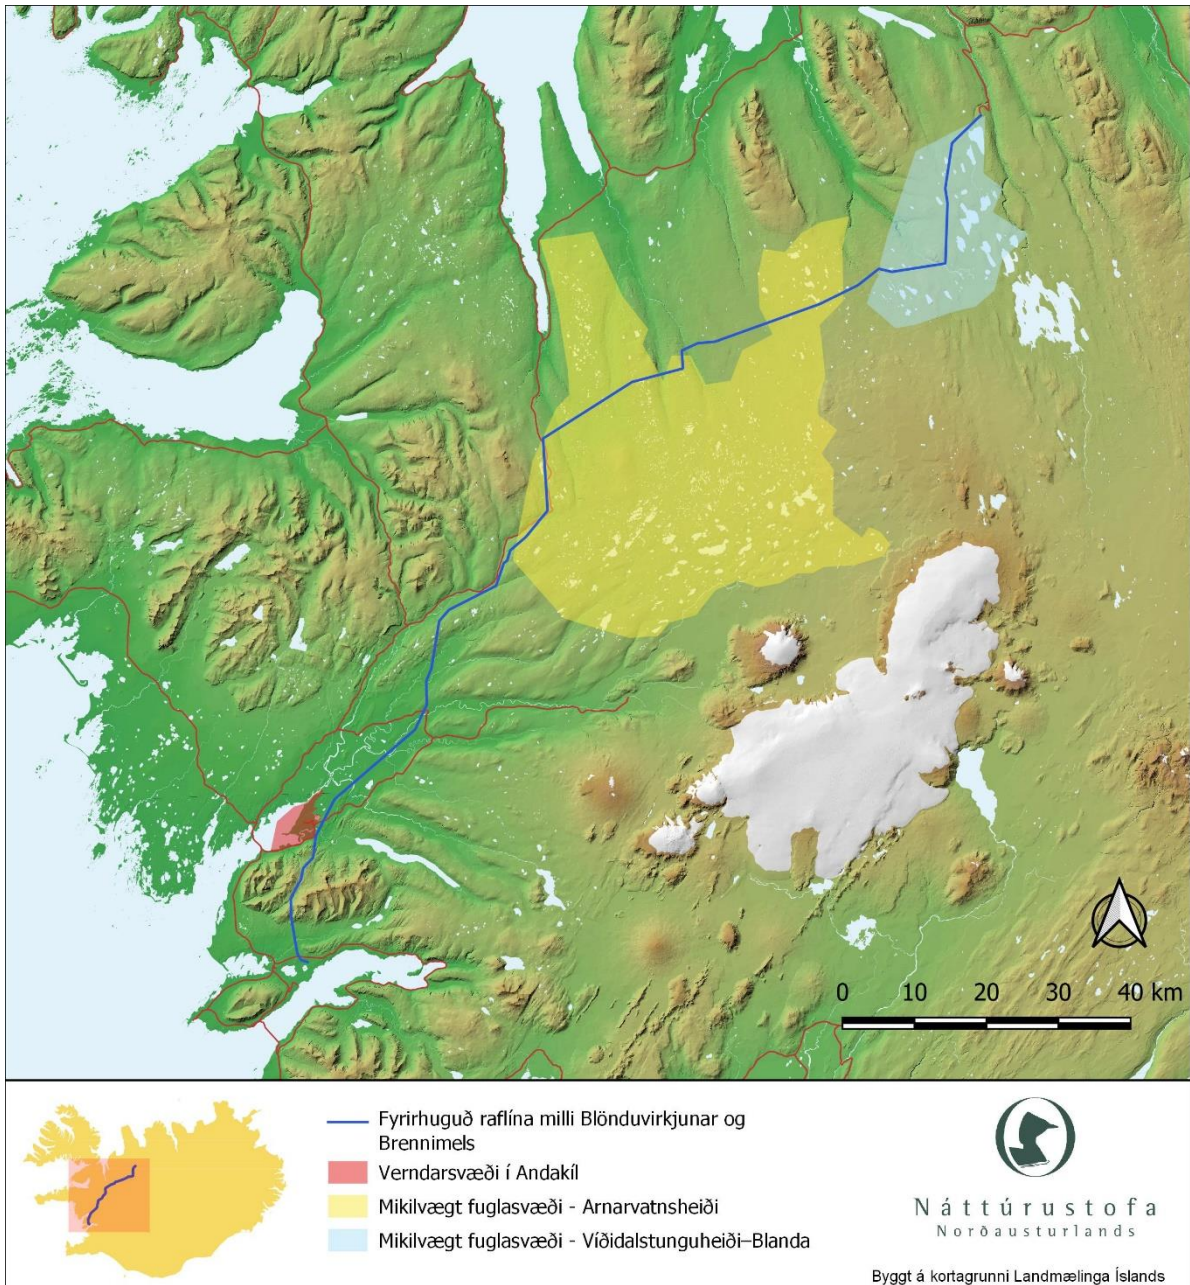 0 10 20 30 40 km
Fyrirhuguð raflína milli Blönduvirkjunar og
Brennimels
Verndarsvæði í Andakíl
Mikilvægt fuglasvæði - Arnarvatnsheiði
Mikilvægt fuglasvæði - Víðidalstunguheiði–Blanda
Náttúrustofa
Norðausturlands
Byggt á kortagrunni Landmælinga Íslands